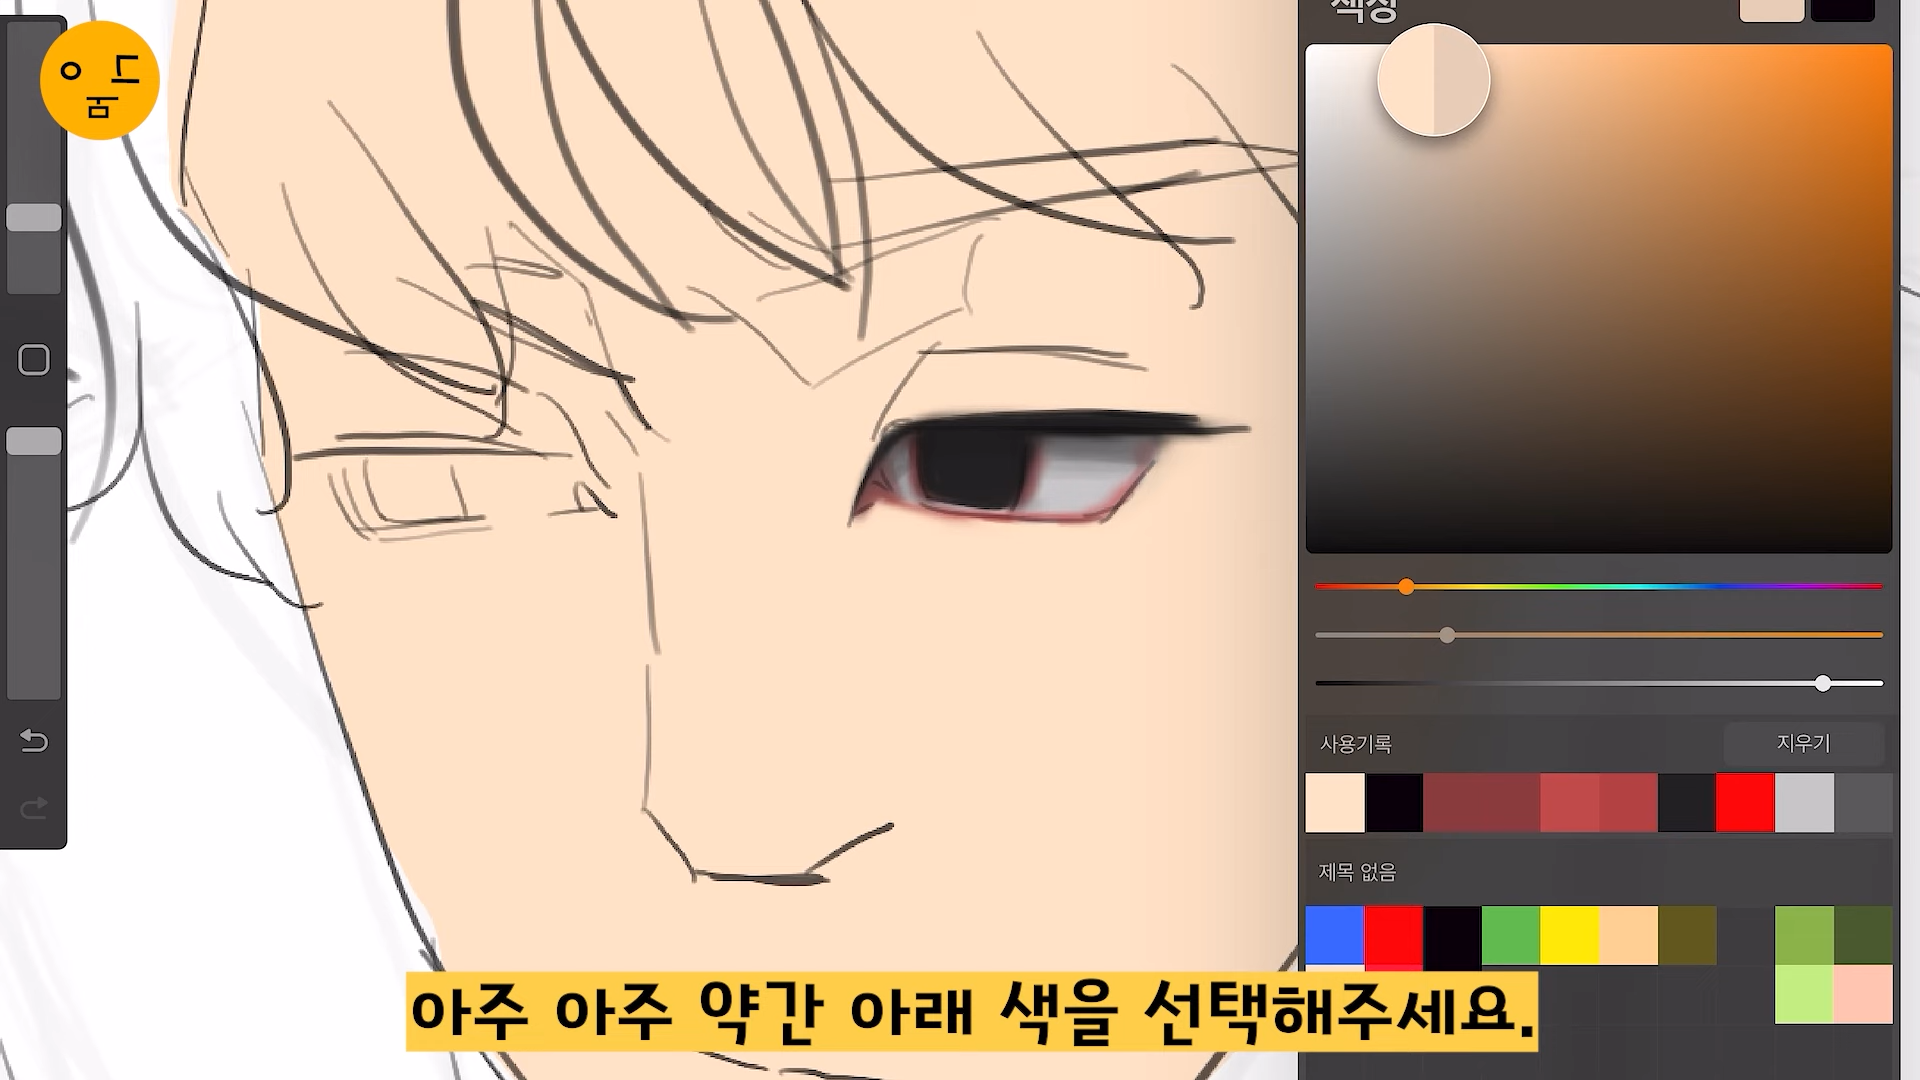 색상
그
움
사용기록
지우기
제목 없음
아주 아주 약간 아래 색을 선택해주세요.